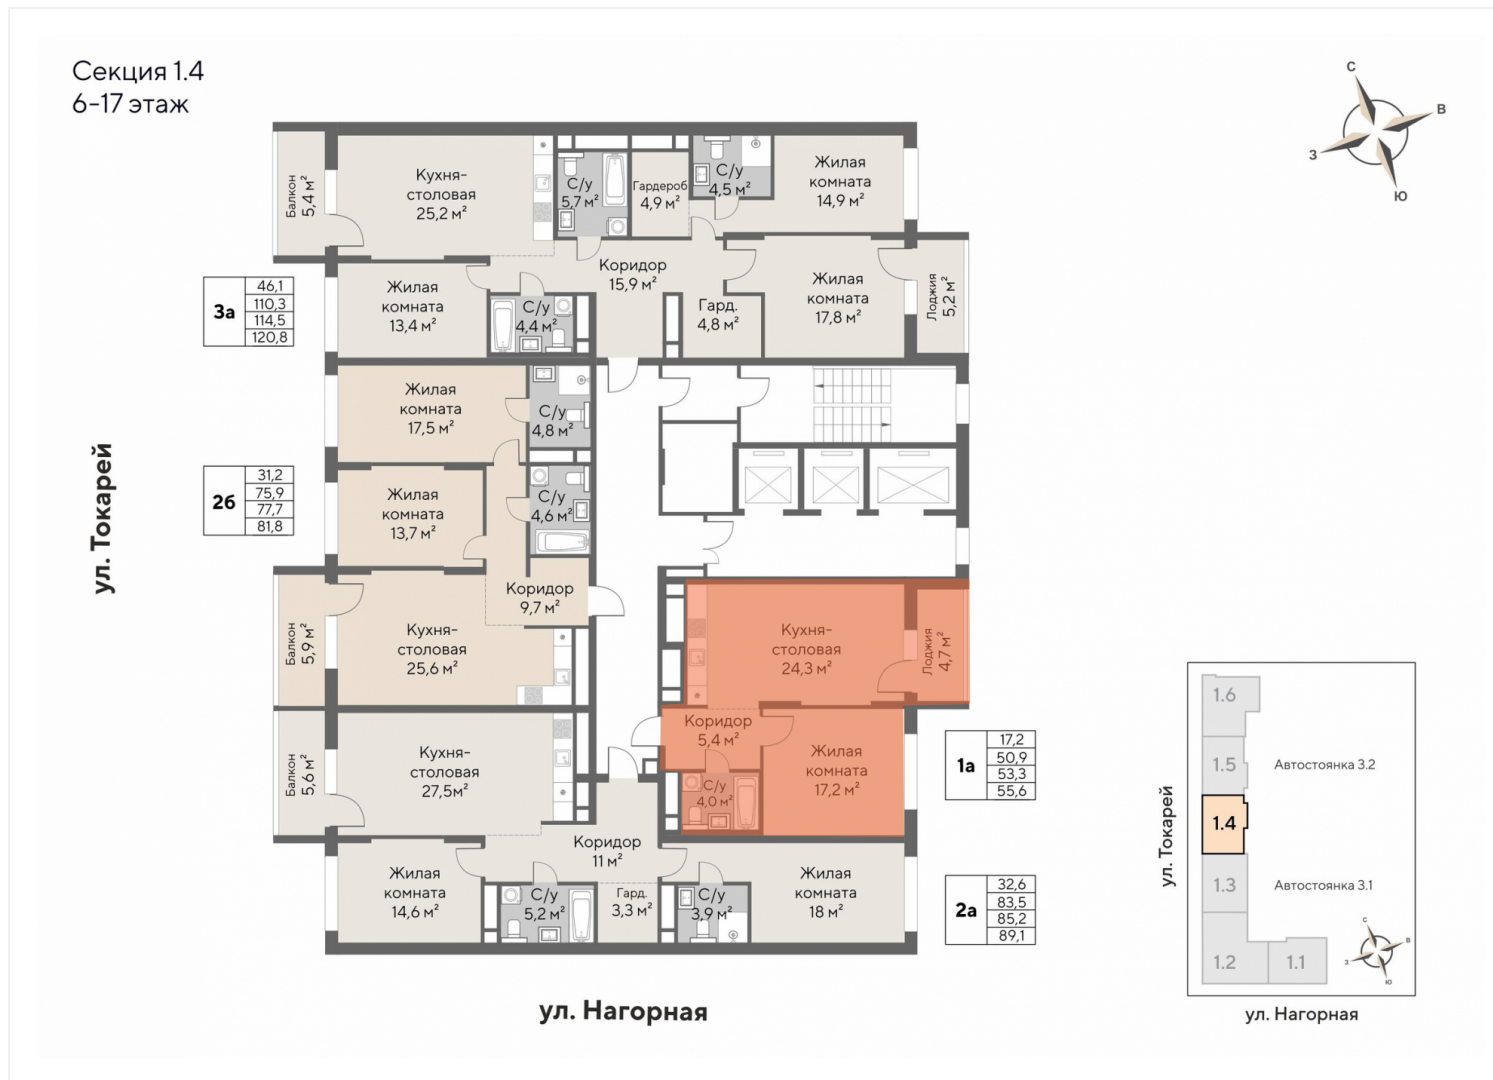 Секция 1.4
6-17 этаж
С
В
З
Ю
Балкон
5,4 м²
Кухня-
столовая
25,2 м²
С/у
5,7 м²
Гардероб
4,9 м²
С/у
4,5 м²
Жилая
комната
14,9 м²
Жилая
комната
13,4 м²
С/у
4,4 м²
Коридор
15,9 м²
Гард.
4,8 м²
Жилая
комната
17,8 м²
Лоджия
5,2 м²
3а
46,1
110,3
114,5
120,8
Жилая
комната
17,5 м²
С/у
4,8 м²
ул. Токарей
2б
31,2
75,9
77,7
81,8
Жилая
комната
13,7 м²
С/у
4,6 м²
Коридор
9,7 м²
Балкон
5,9 м²
Кухня-
столовая
25,6 м²
Кухня-
столовая
24,3 м²
Лоджия
4,7 м²
Коридор
5,4 м²
Жилая
комната
17,2 м²
С/у
4,0 м²
1а
17,2
50,9
53,3
55,6
Балкон
5,6 м²
Кухня-
столовая
27,5м²
Коридор
11 м²
Жилая
комната
14,6 м²
С/у
5,2 м²
Гард.
3,3 м²
С/у
3,9 м²
Жилая
комната
18 м²
2а
32,6
83,5
85,2
89,1
ул. Нагорная
1.6
1.5
Автостоянка 3.2
1.4
ул. Токарей
1.3
Автостоянка 3.1
1.2
1.1
С
В
З
Ю
ул. Нагорная